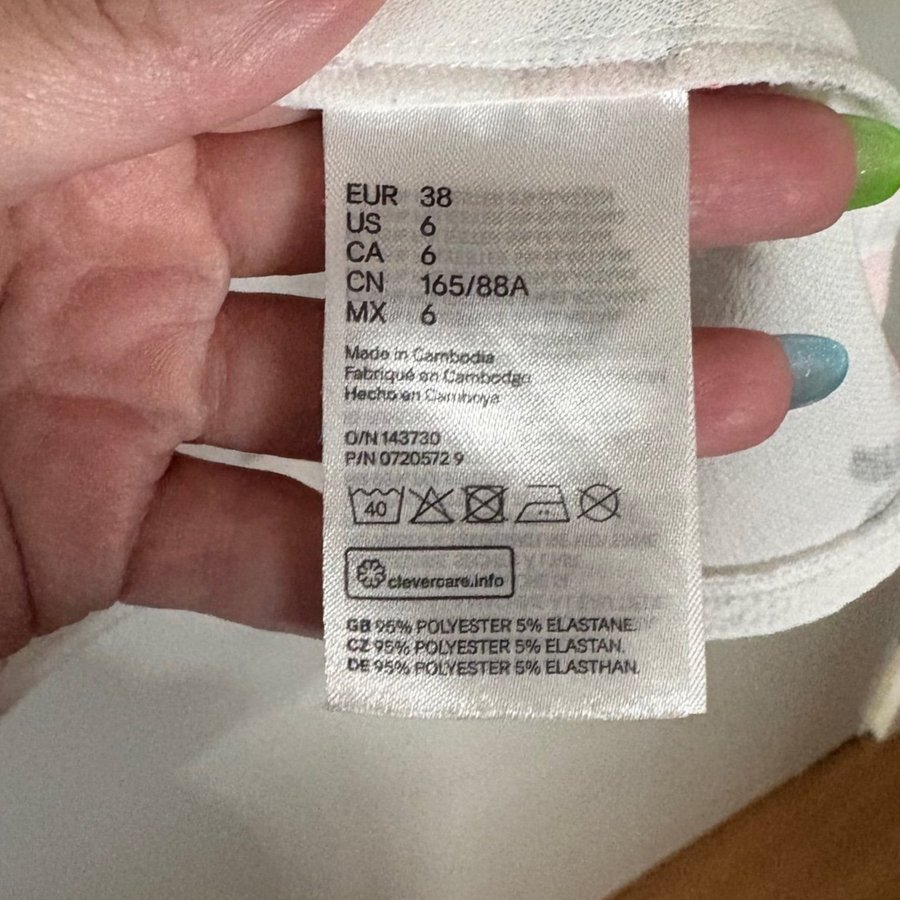 EUR 38
US 6
CA 6
CN 165/88A
MX 6
Made in Cambodia
Fabriqué en Cambodge
Hecho en Camboya
O/N 143730
P/N 0720572 9
40
clevercare.info
GB 95% POLYESTER 5% ELASTANE.
CZ 95% POLYESTER 5% ELASTAN.
DE 95% POLYESTER 5% ELASTHAN.